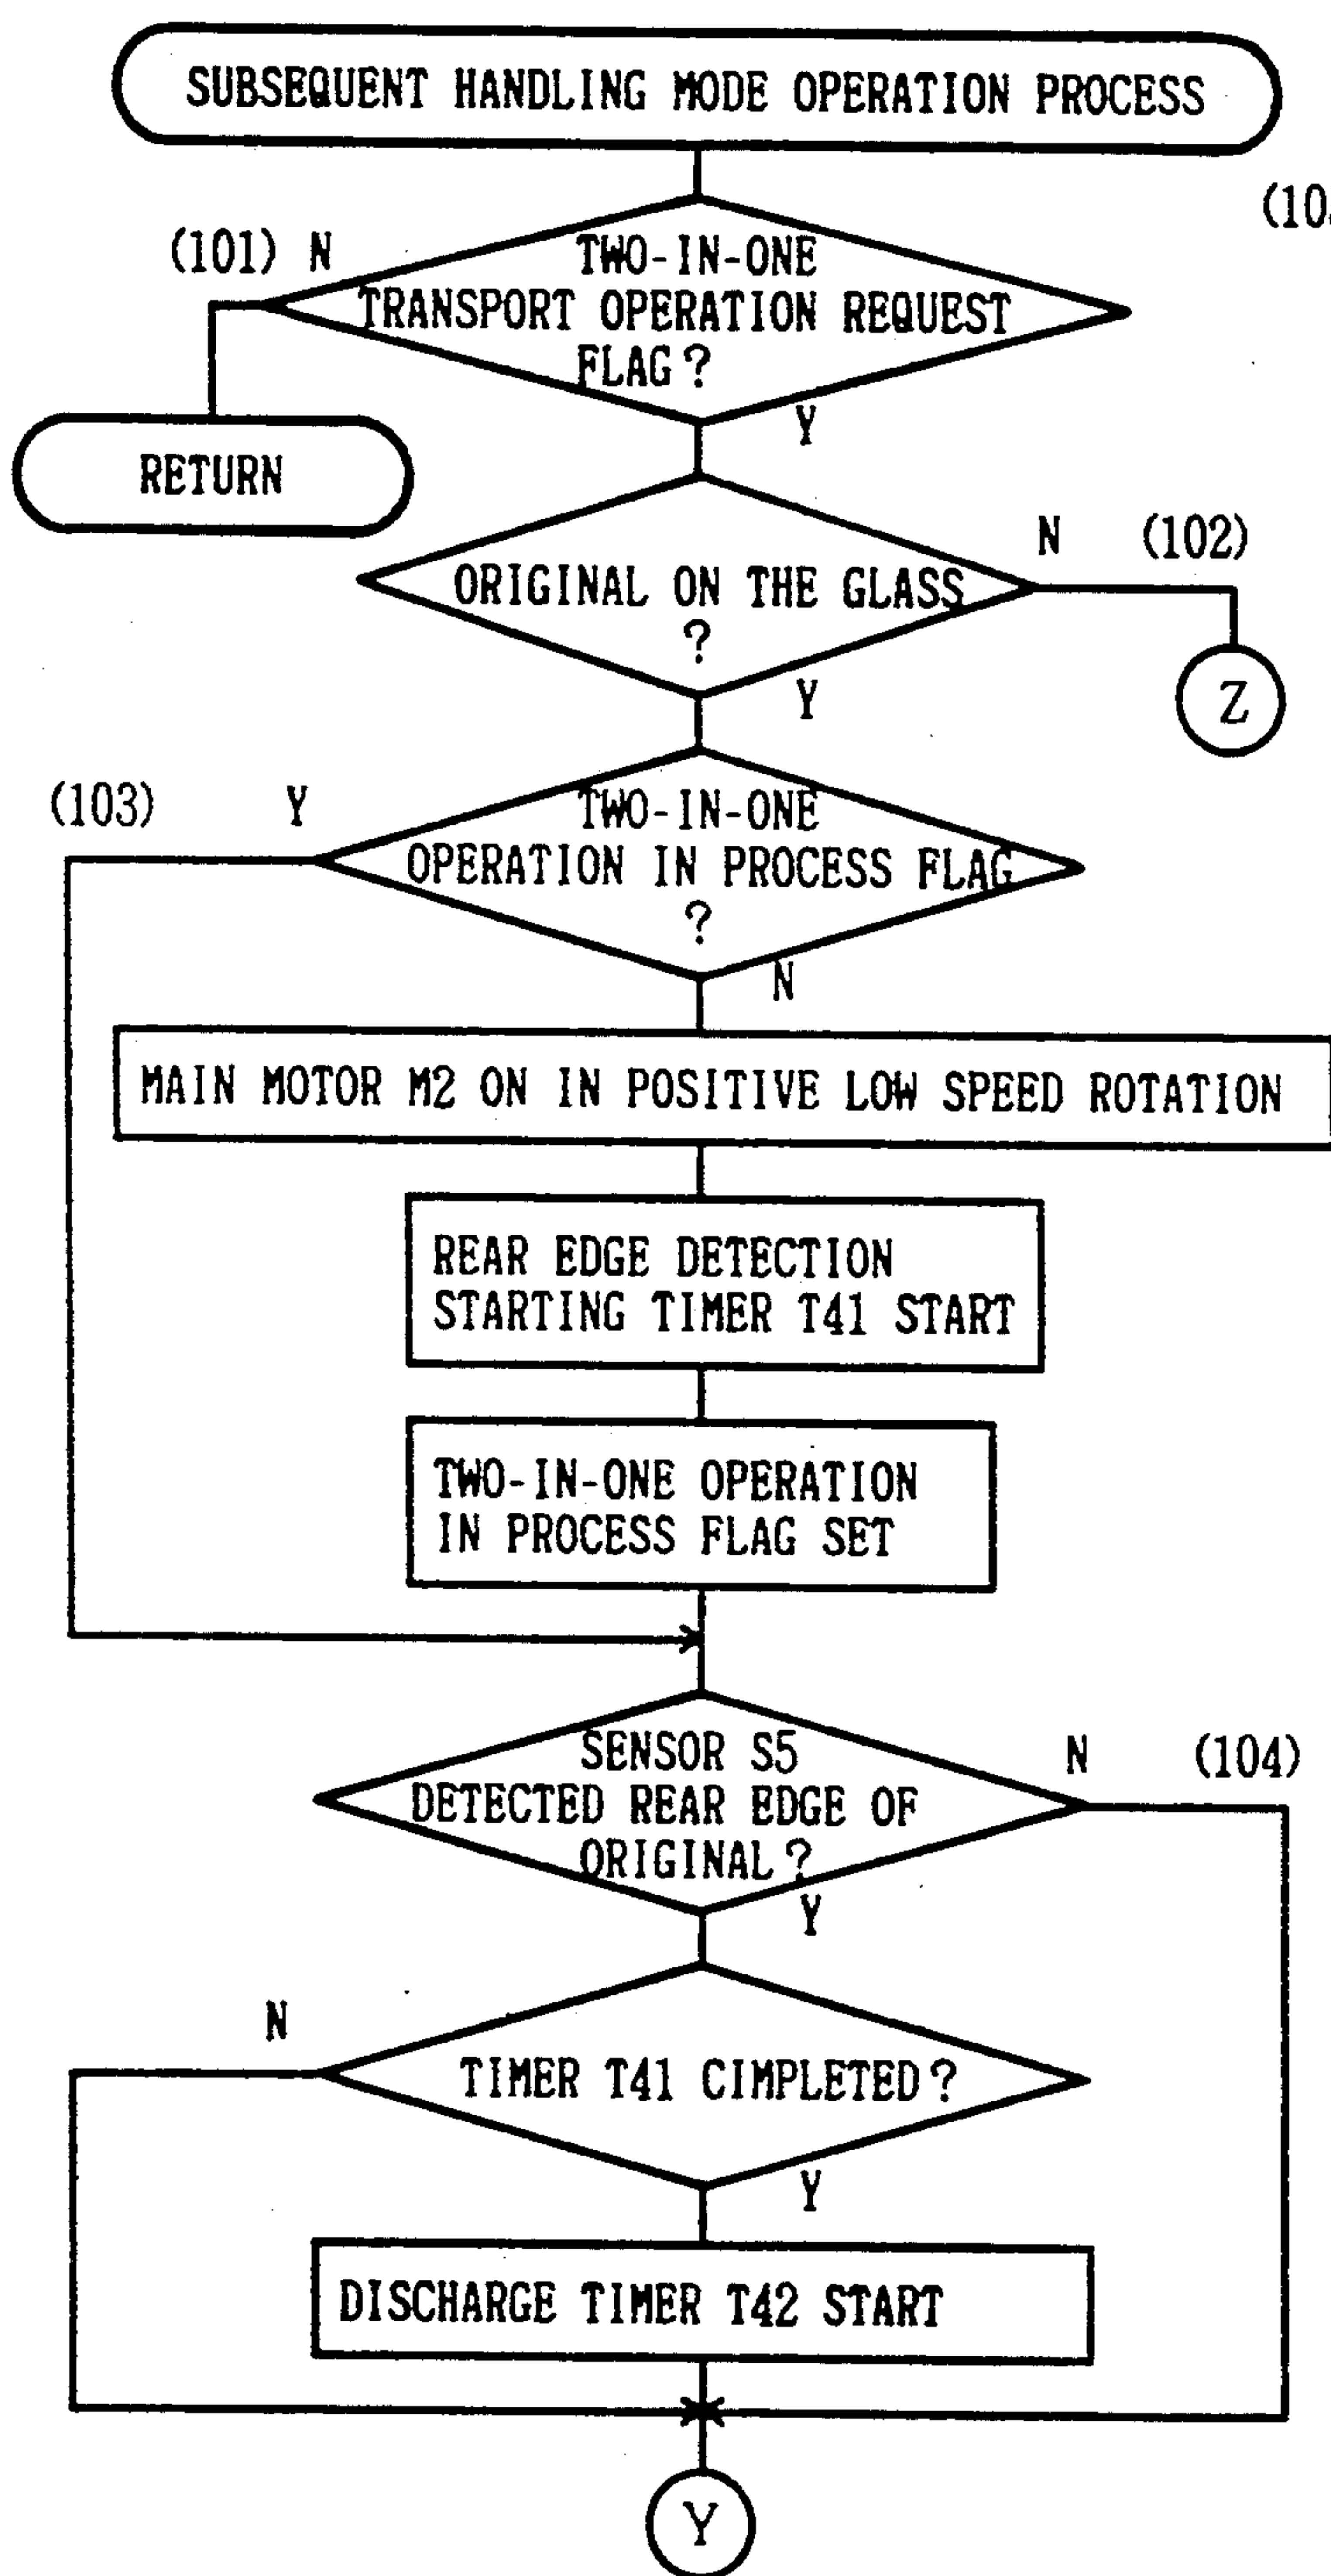 SUBSEQUENT HANDLING MODE OPERATION PROCESS
(101) N
TWO-IN-ONE
TRANSPORT OPERATION REQUEST
FLAG?
Y
RETURN
N (102)
ORIGINAL ON THE GLASS
?
Y
Z
(103) Y
TWO-IN-ONE
OPERATION IN PROCESS FLAG
?
N
MAIN MOTOR M2 ON IN POSITIVE LOW SPEED ROTATION
REAR EDGE DETECTION
STARTING TIMER T41 START
TWO-IN-ONE OPERATION
IN PROCESS FLAG SET
SENSOR S5
DETECTED REAR EDGE OF
ORIGINAL?
N (104)
Y
N
TIMER T41 CIMPLETED?
Y
DISCHARGE TIMER T42 START
Y